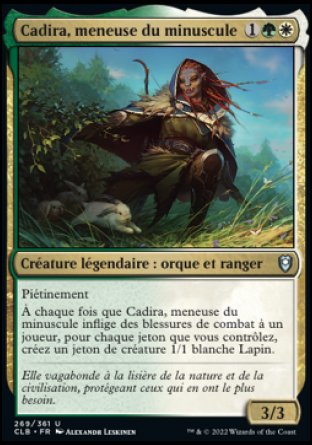 Cadira, meneuse du minuscule 1
Créature légendaire : orque et ranger
Piétinement
À chaque fois que Cadira, meneuse du
minuscule inflige des blessures de combat à un
joueur, pour chaque jeton que vous contrôlez,
créez un jeton de créature 1/1 blanche Lapin.
Elle vagabonde à la lisière de la nature et de la
civilisation, protégeant ceux qui en ont le plus
besoin.
3/3
269/361 U
CLB • FR Alexandr Leskinen
™ & © 2022 Wizards of the Coast